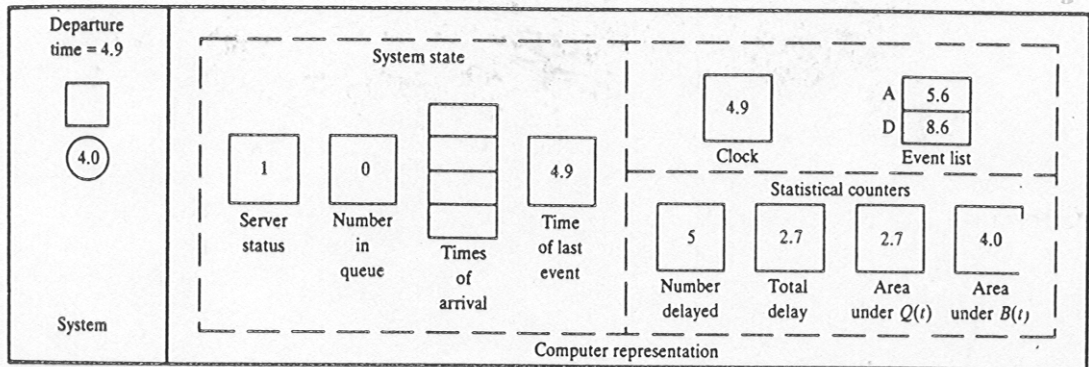 Departure
time = 4.9
4.0
System
System state
1
Server
status
0
Number
in
queue
Times
of
arrival
4.9
Time
of last
event
4.9
Clock
A 5.6
D 8.6
Event list
Statistical counters
5
Number
delayed
2.7
Total
delay
2.7
Area
under Q(t)
4.0
Area
under B(t)
Computer representation